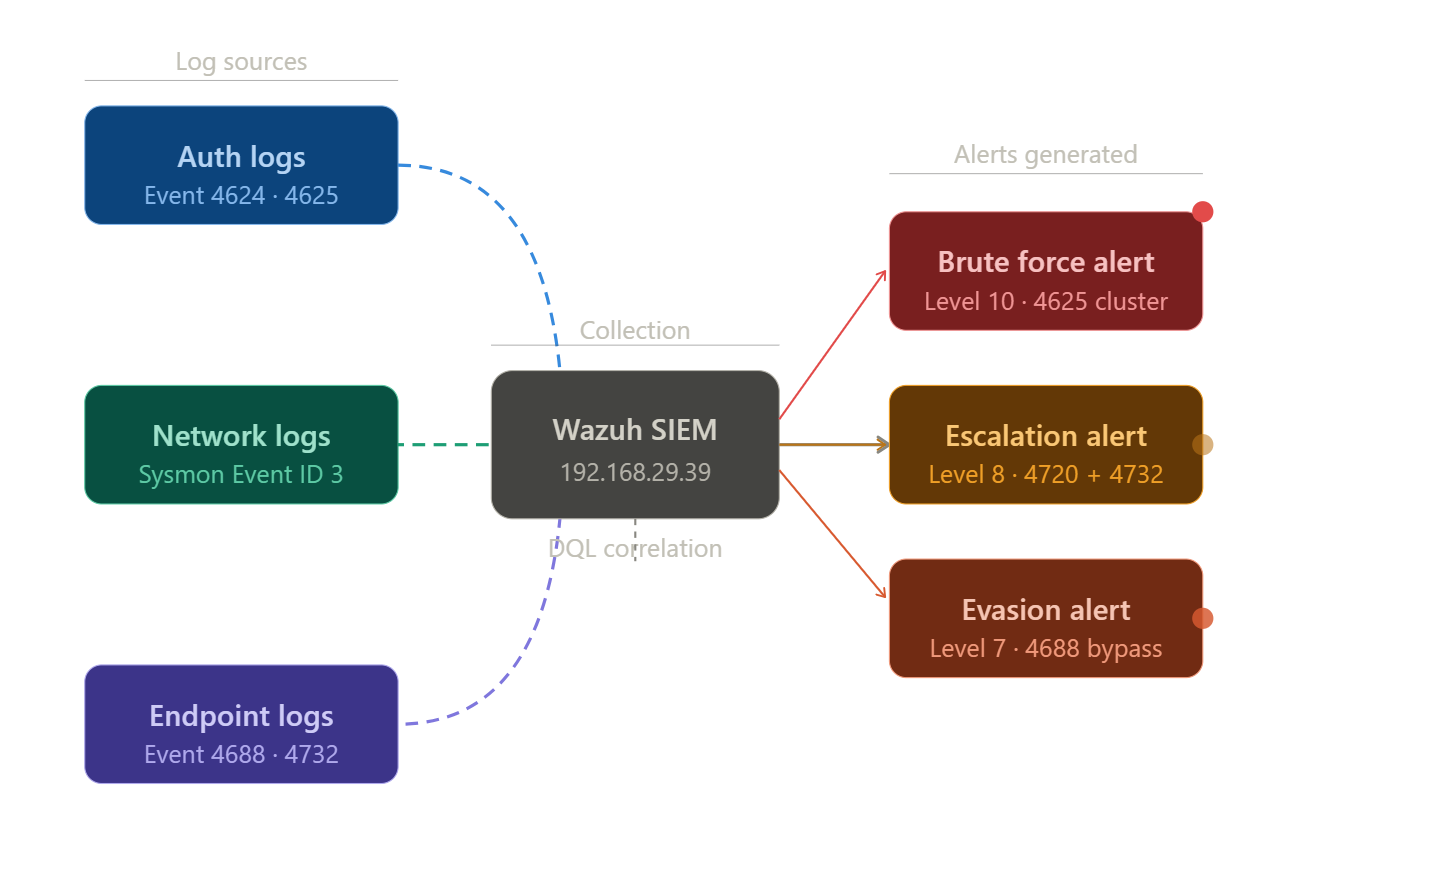 Log sources
Auth logs
Event 4624 · 4625
Network logs
Sysmon Event ID 3
Endpoint logs
Event 4688 · 4732
Collection
Wazuh SIEM
192.168.29.39
DQL correlation
Alerts generated
Brute force alert
Level 10 · 4625 cluster
Escalation alert
Level 8 · 4720 + 4732
Evasion alert
Level 7 · 4688 bypass